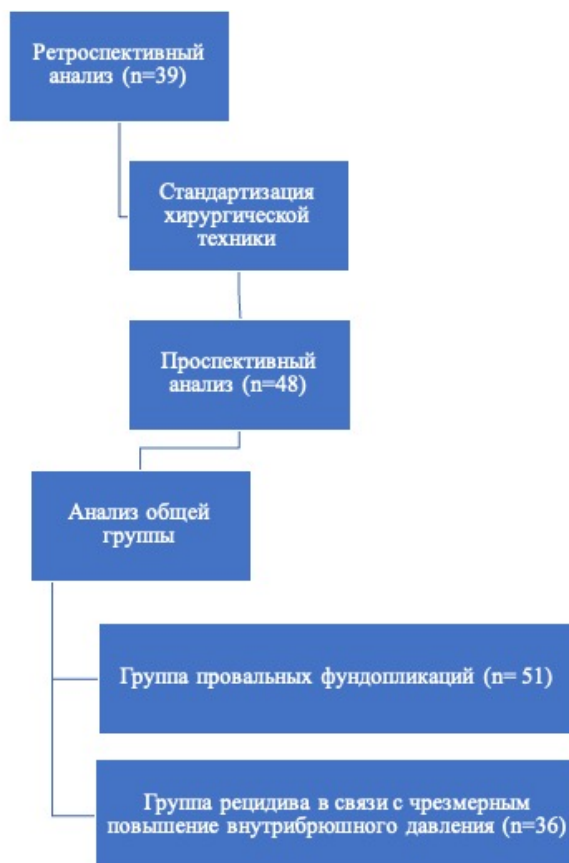 Ретроспективный
анализ (n=39)
Стандартизация
хирургической
техники
Проспективный
анализ (n=48)
Анализ общей
группы
Группа провальных фундопликаций (n= 51)
Группа рецидива в связи с чрезмерным
повышение внутрибрюшного давления (n=36)